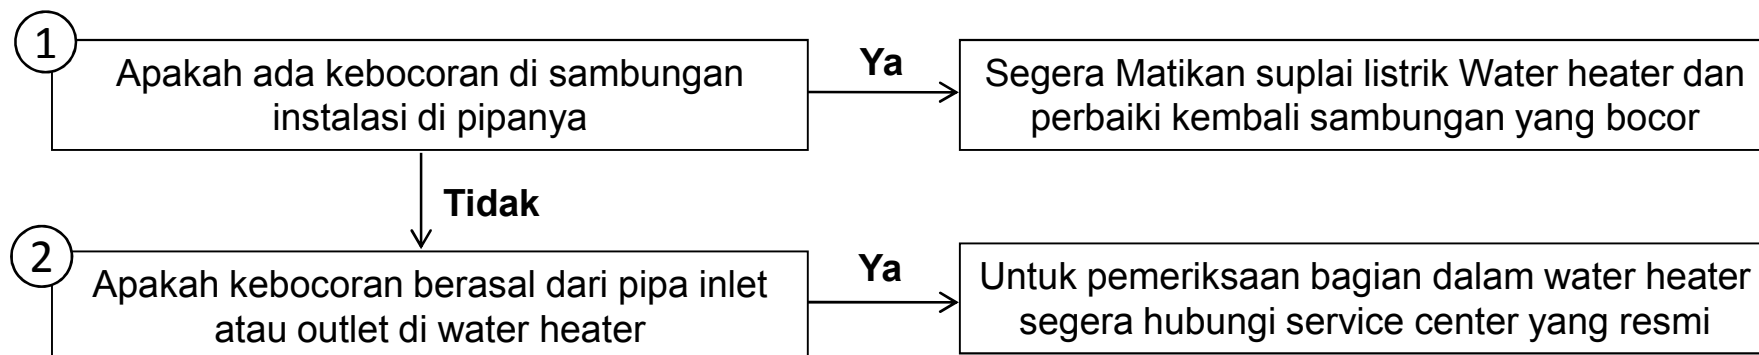 1
Apakah ada kebocoran di sambungan
instalasi di pipanya
Ya
Segera Matikan suplai listrik Water heater dan
perbaiki kembali sambungan yang bocor
Tidak
2
Apakah kebocoran berasal dari pipa inlet
atau outlet di water heater
Ya
Untuk pemeriksaan bagian dalam water heater
segera hubungi service center yang resmi